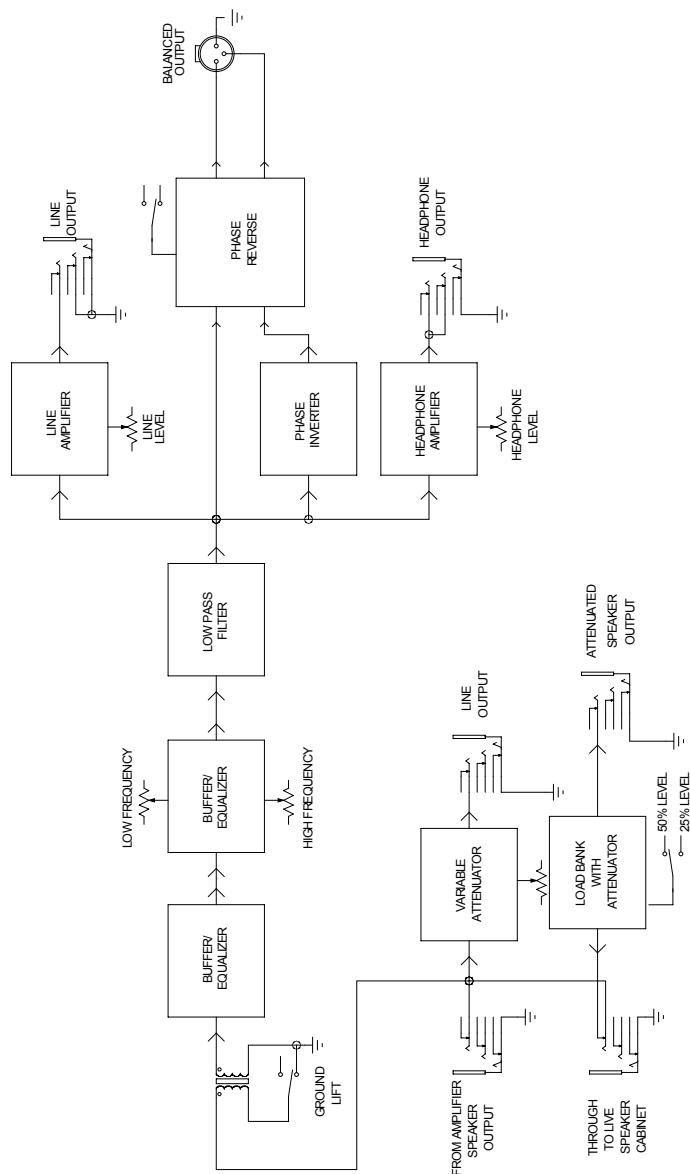 BALANCED
OUTPUT
LINE
OUTPUT
PHASE
REVERSE
HEADPHONE
OUTPUT
LINE
AMPLIFIER
LINE
LEVEL
PHASE
INVERTER
HEADPHONE
AMPLIFIER
HEADPHONE
LEVEL
LOW PASS
FILTER
LOW FREQUENCY
BUFFER/
EQUALIZER
HIGH FREQUENCY
BUFFER/
EQUALIZER
GROUND
LIFT
LINE
OUTPUT
ATTENUATED
SPEAKER
OUTPUT
VARIABLE
ATTENUATOR
LOAD BANK
WITH
ATTENUATOR
50% LEVEL
25% LEVEL
FROM AMPLIFIER
SPEAKER
OUTPUT
THROUGH
TO LIVE
SPEAKER
CABINET